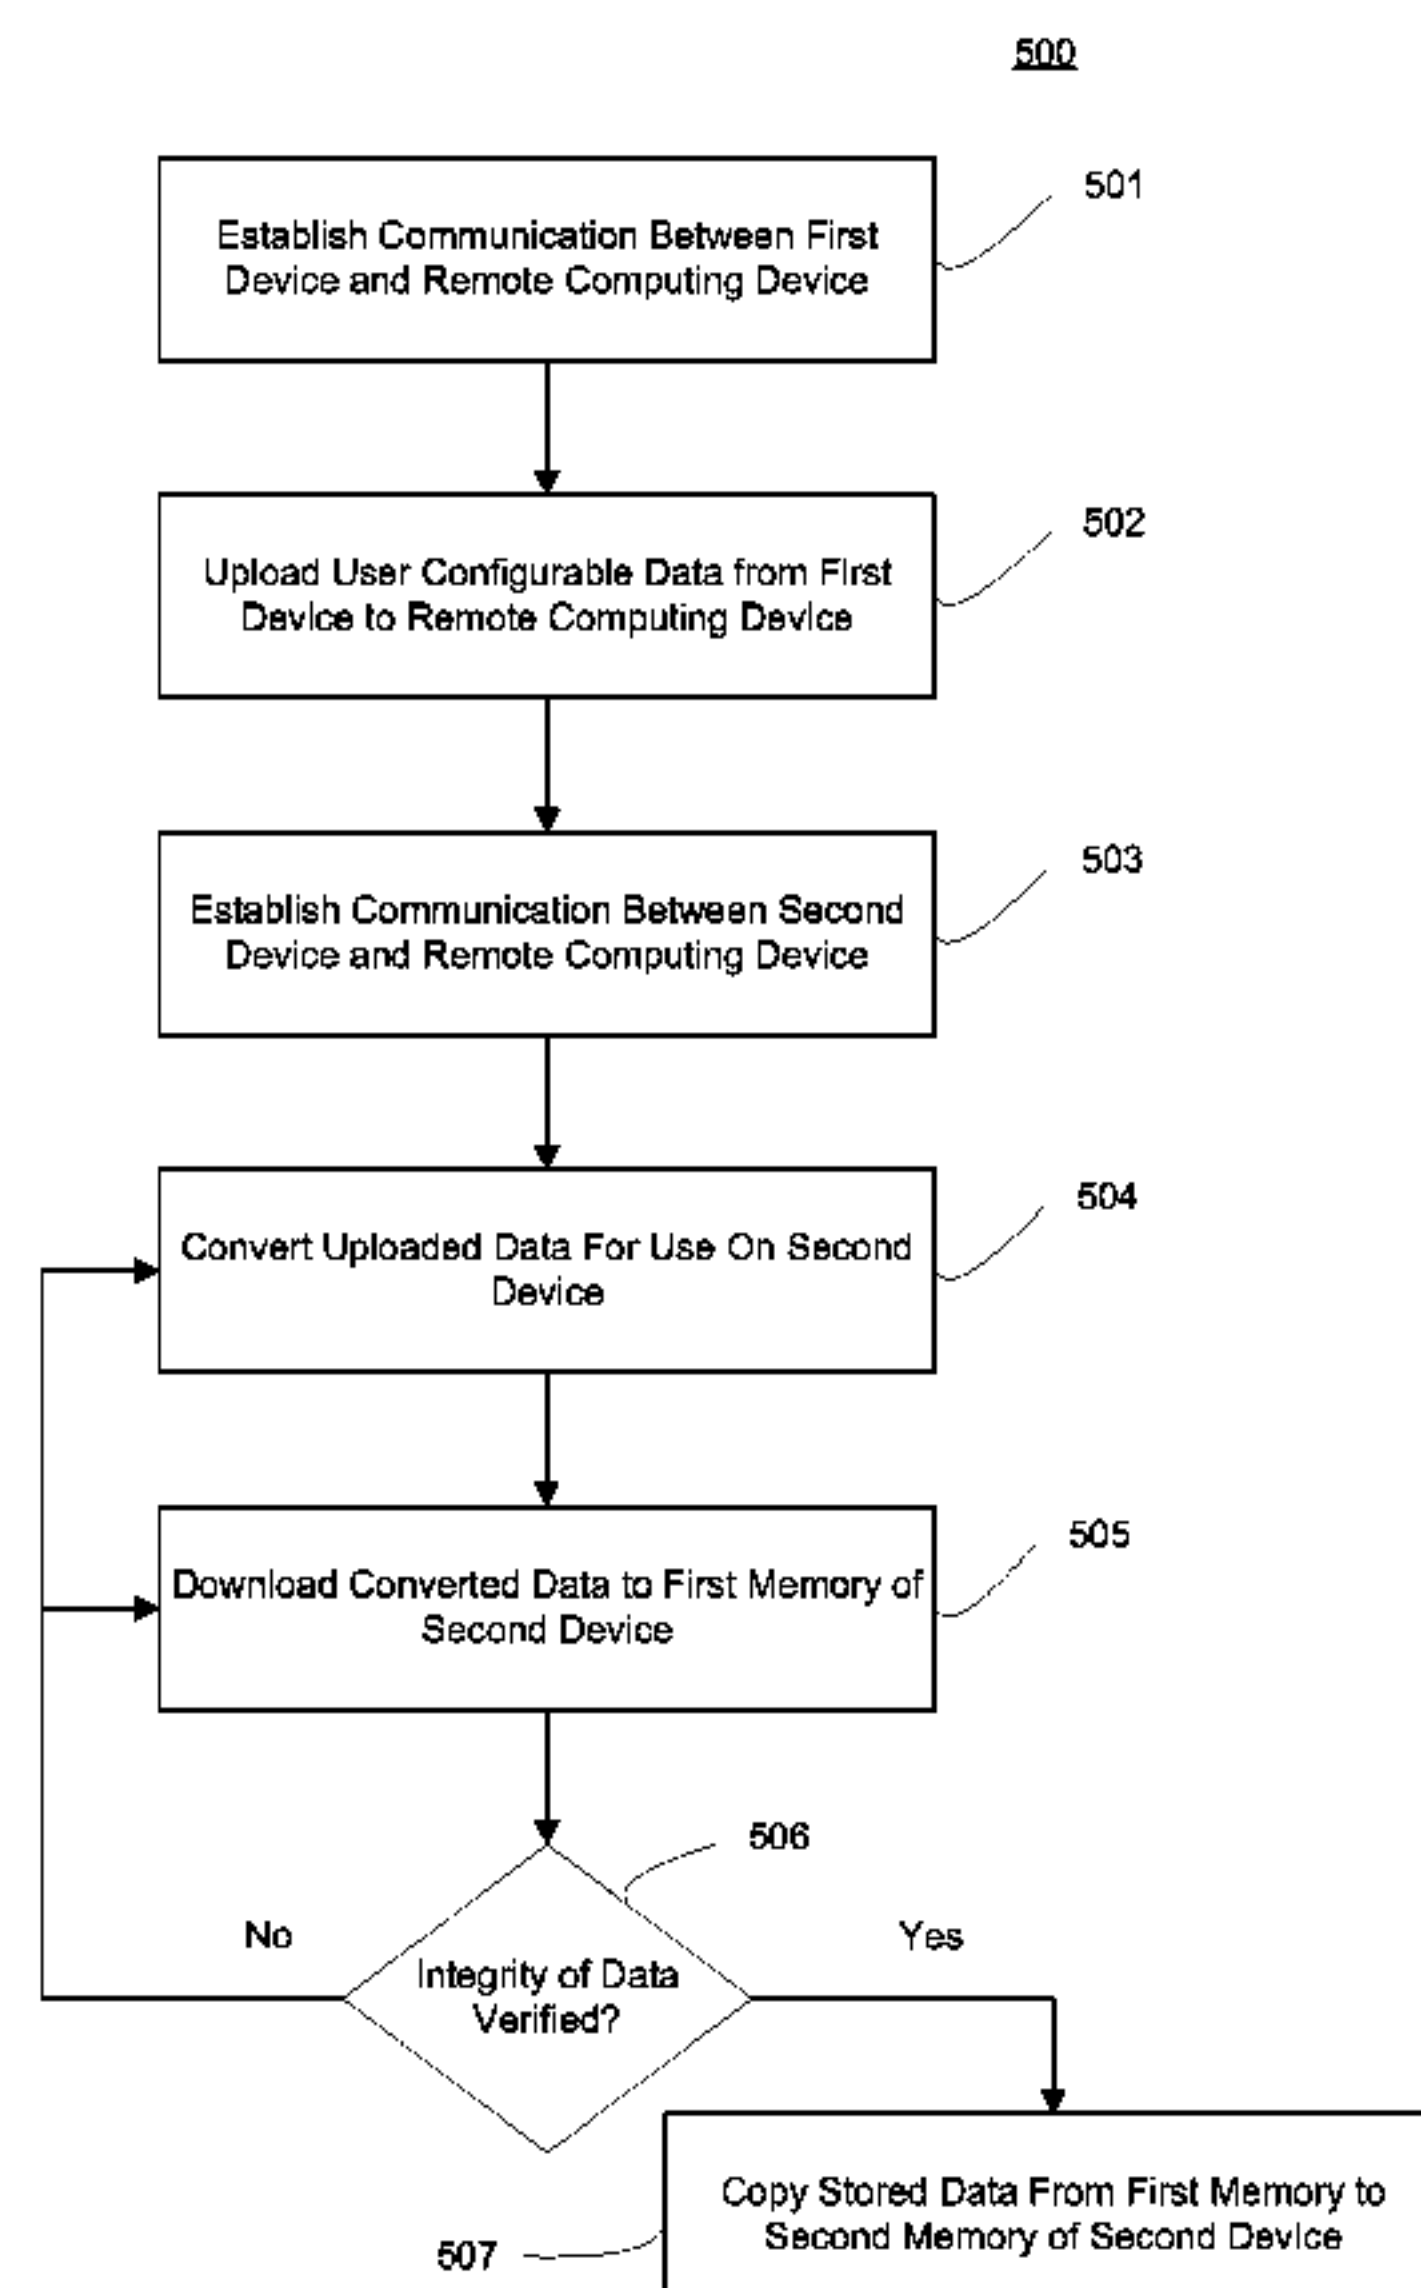 500
Establish Communication Between First
Device and Remote Computing Device
501
Upload User Configurable Data from First
Device to Remote Computing Device
502
Establish Communication Between Second
Device and Remote Computing Device
503
Convert Uploaded Data For Use On Second
Device
504
Download Converted Data to First Memory of
Second Device
505
506
No
Yes
Integrity of Data
Verified?
Copy Stored Data From First Memory to
Second Memory of Second Device
507